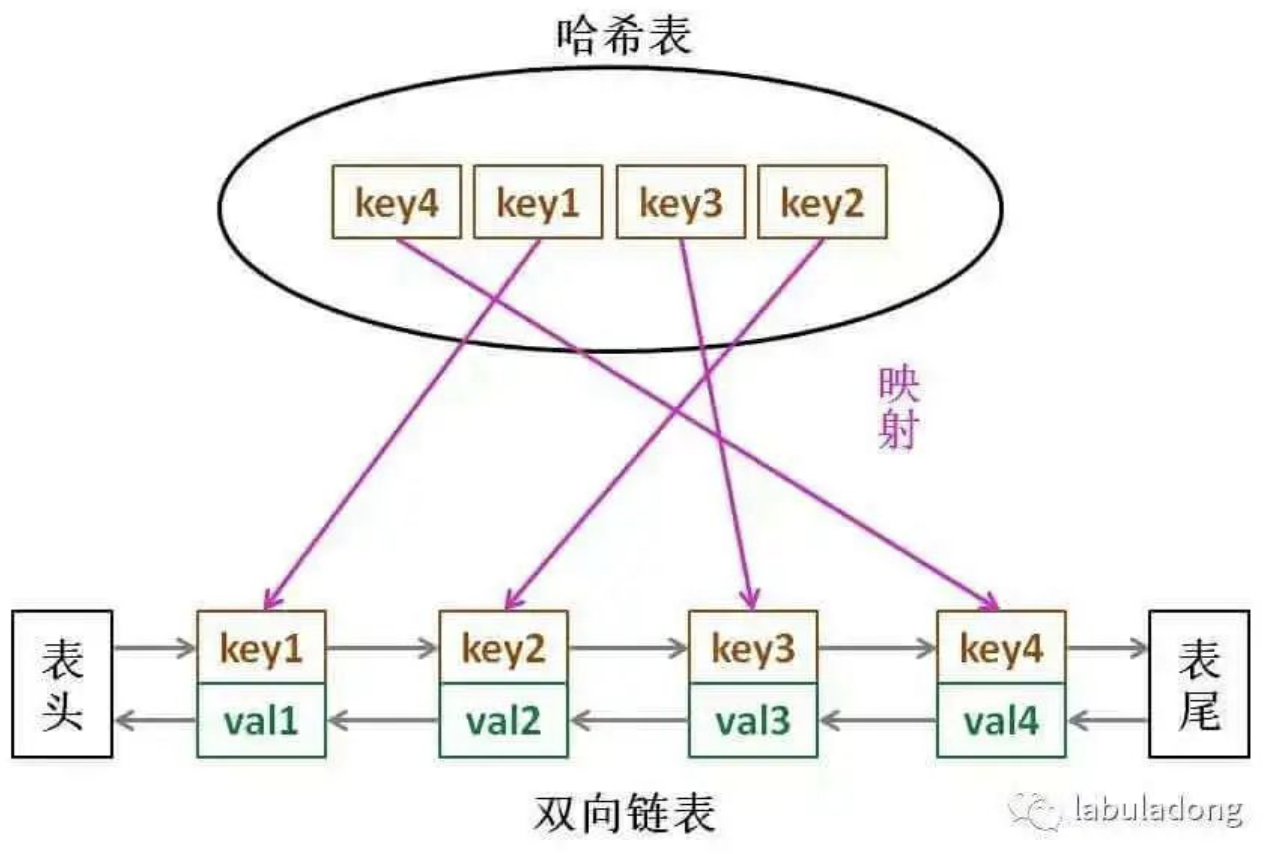 哈希表
key4 key1 key3 key2
映
射
表
头
key1 key2 key3 key4
val1 val2 val3 val4
表
尾
双向链表
labuladong